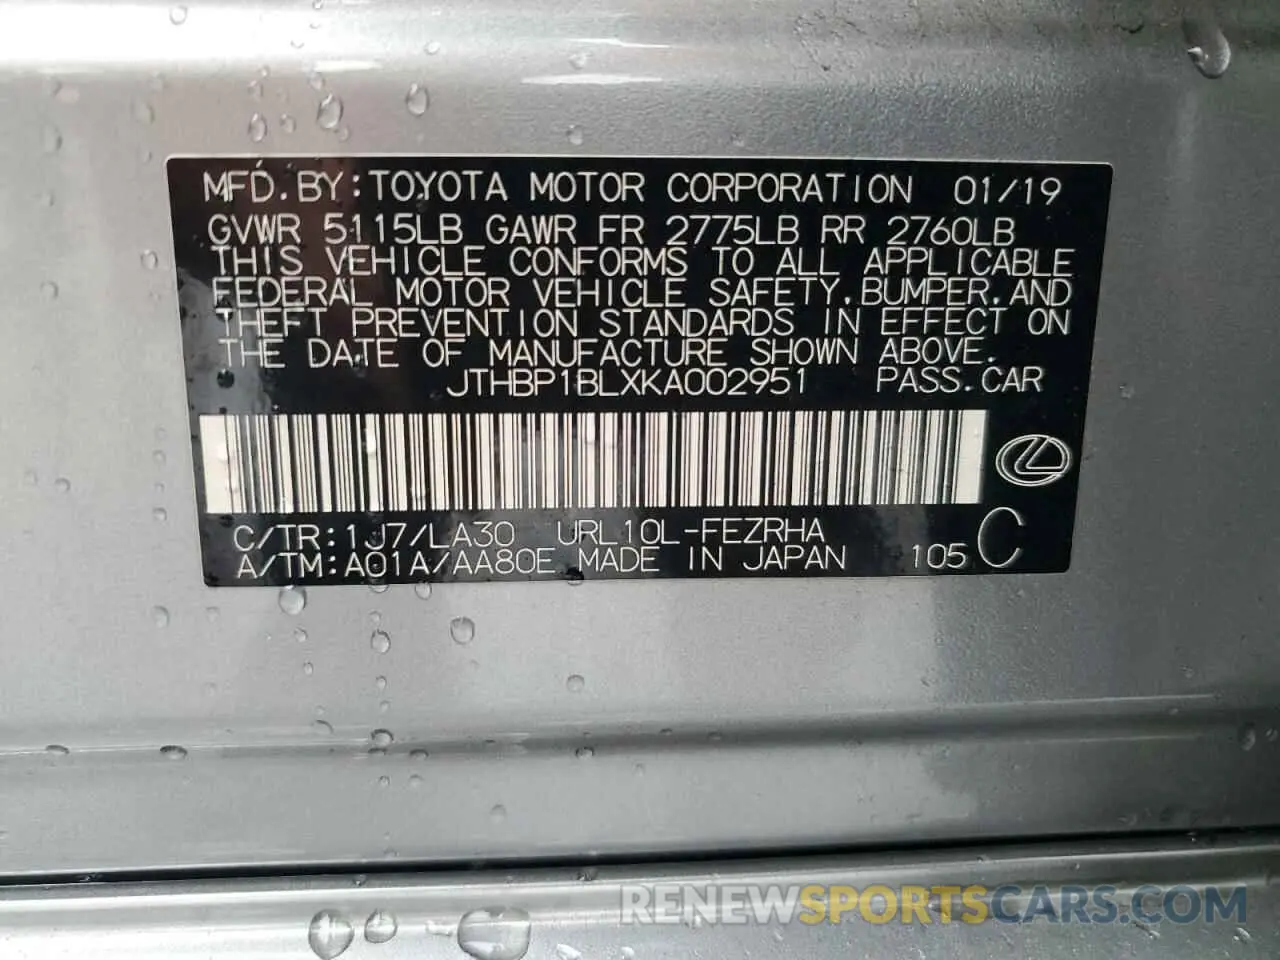 MFD.BY:TOYOTA MOTOR CORPORATION 01/19
GVWR 5115LB GAWR FR 2775LB RR 2760LB
THIS VEHICLE CONFORMS TO ALL APPLICABLE
FEDERAL MOTOR VEHICLE SAFETY,BUMPER,AND
THEFT PREVENTION STANDARDS IN EFFECT ON
THE DATE OF MANUFACTURE SHOWN ABOVE.
JTHBP1BLXKA002951 PASS.CAR
C/TR:1J7/LA30 URL10L-FEZRHA
A/TM:A01A/AA80E MADE IN JAPAN 105 C
RENEWSPORTSCARS.COM